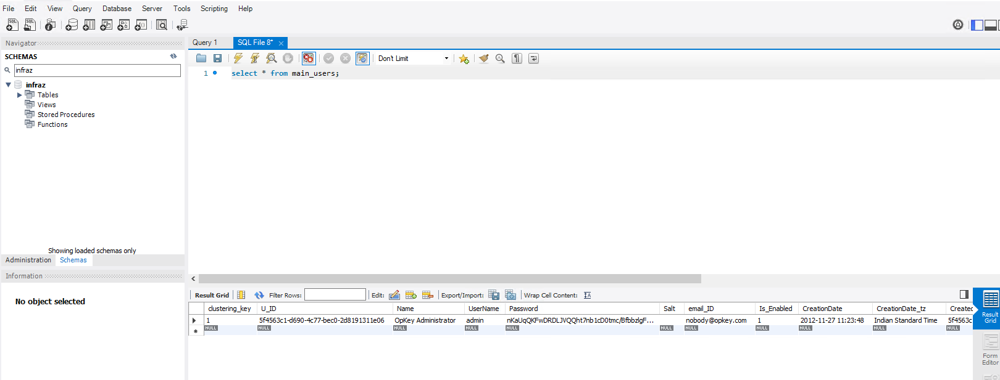 File Edit View Query Database Server Tools Scripting Help
Navigator
SCHEMAS
infraz
infraz
Tables
Views
Stored Procedures
Functions
Showing loaded schemas only
Administration Schemas
Information
No object selected
Query 1 SQL File 8*
Don't Limit
1 select * from main_users;
Result Grid Filter Rows: Edit: Export/Import: Wrap Cell Content:
clustering_key U_ID Name UserName Password Salt email_ID Is_Enabled CreationDate CreationDate_tz Created
1 5f4563c1-d690-4c77-bec0-2d8191311e06 OpKey Administrator admin nKaUqQKFwDRDLJVQQht7nb1cD0tmc/BfbbzlgF... nobody@opkey.com 1 2012-11-27 11:23:48 Indian Standard Time 5f4563c
NULL NULL NULL NULL NULL NULL NULL NULL NULL NULL NULL
Result
Grid
Form
Editor